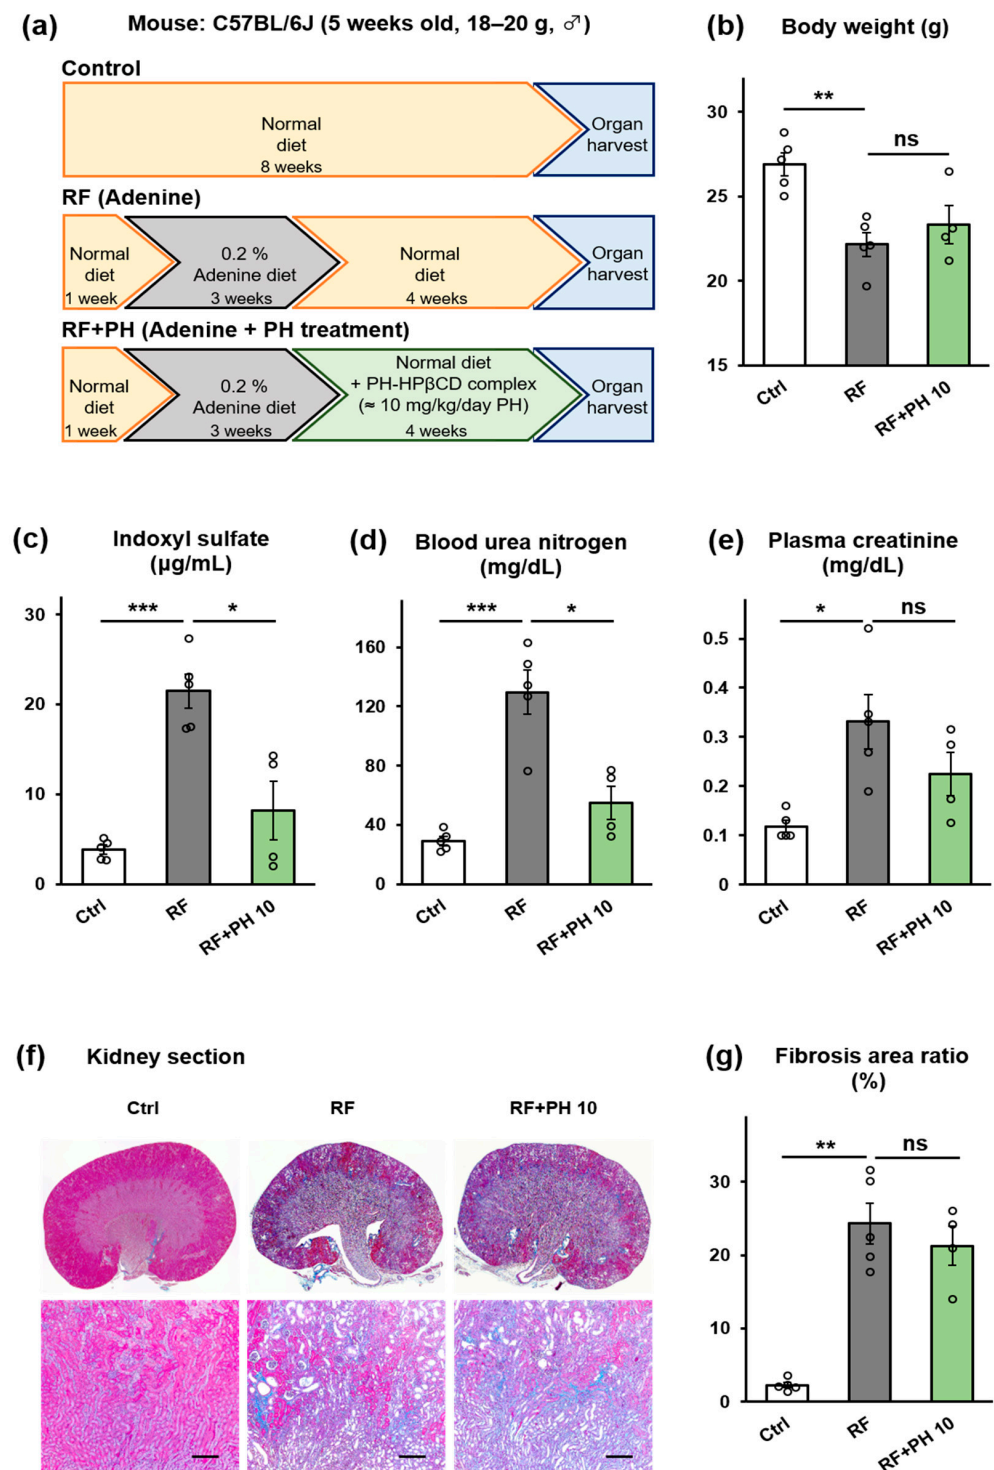 (a)
Mouse: C57BL/6J (5 weeks old, 18–20 g, ♂)
Control
Normal
diet
8 weeks
Organ
harvest
RF (Adenine)
Normal
diet
1 week
0.2 %
Adenine diet
3 weeks
Normal
diet
4 weeks
Organ
harvest
RF+PH (Adenine + PH treatment)
Normal
diet
1 week
0.2 %
Adenine diet
3 weeks
Normal diet
+ PH-HPβCD complex
(≈ 10 mg/kg/day PH)
4 weeks
Organ
harvest
(b)
Body weight (g)
30
25
20
15
**
ns
Ctrl
RF
RF+PH 10
(c)
Indoxyl sulfate
(μg/mL)
30
20
10
0
***
*
Ctrl
RF
RF+PH 10
(d)
Blood urea nitrogen
(mg/dL)
160
120
80
40
0
***
*
Ctrl
RF
RF+PH 10
(e)
Plasma creatinine
(mg/dL)
0.5
0.4
0.3
0.2
0.1
0
*
ns
Ctrl
RF
RF+PH 10
(f)
Kidney section
Ctrl
RF
RF+PH 10
(g)
Fibrosis area ratio
(%)
30
20
10
0
**
ns
Ctrl
RF
RF+PH 10